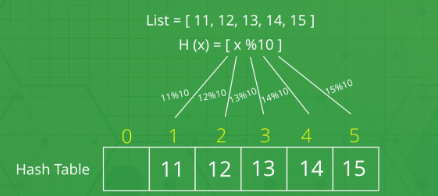 List = [ 11, 12, 13, 14, 15 ]
H (x) = [ x %10 ]
11%10 12%10 13%10 14%10 15%10
0 1 2 3 4 5
Hash Table 11 12 13 14 15